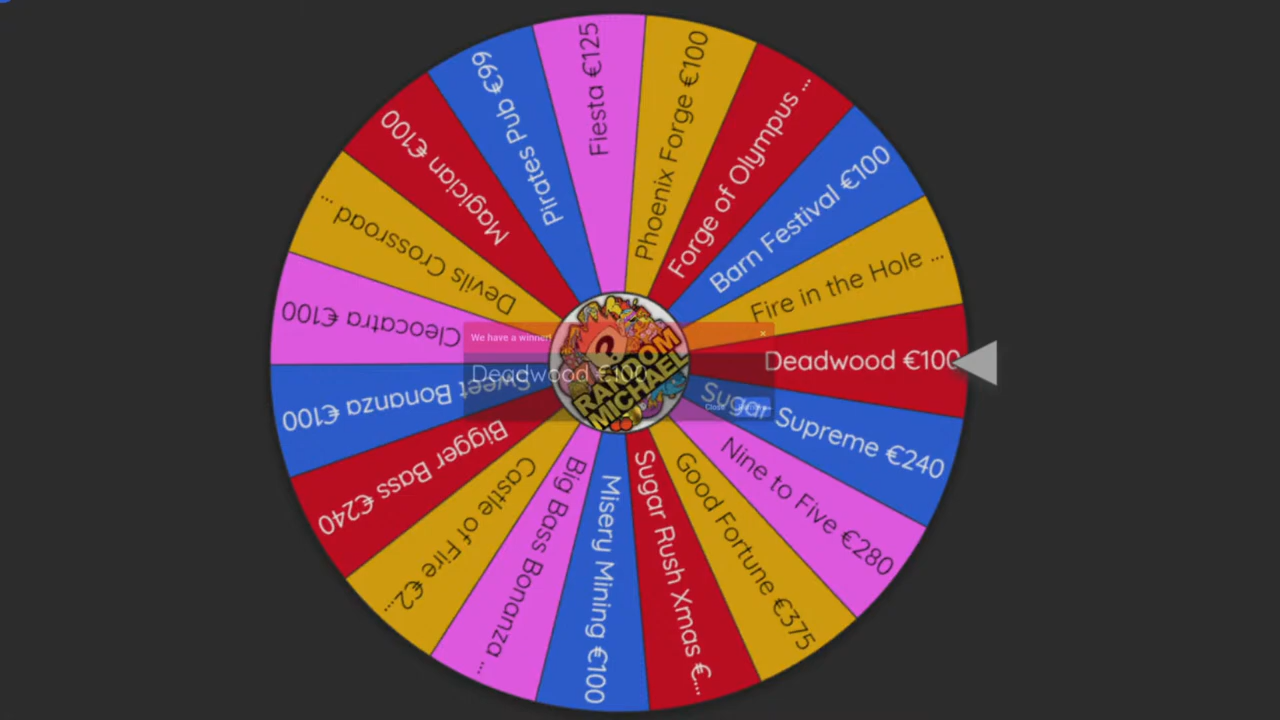 Fiesta €125
Phoenix Forge €100
Forge of Olympus ...
Barn Festival €100
Fire in the Hole ...
Deadwood €100
Sugar Supreme €240
Nine to Five €280
Good Fortune €375
Sugar Rush Xmas €...
Misery Mining €100
Big Bass Bonanza ...
Castle of Fire €2...
Bigger Bass €240
Sweet Bonanza €100
Cleocatra €100
Devils Crossroad ...
Magician €100
Pirates Pub €99
We have a winner!
×
Deadwood €100
Close
RANDOM
MICHAEL